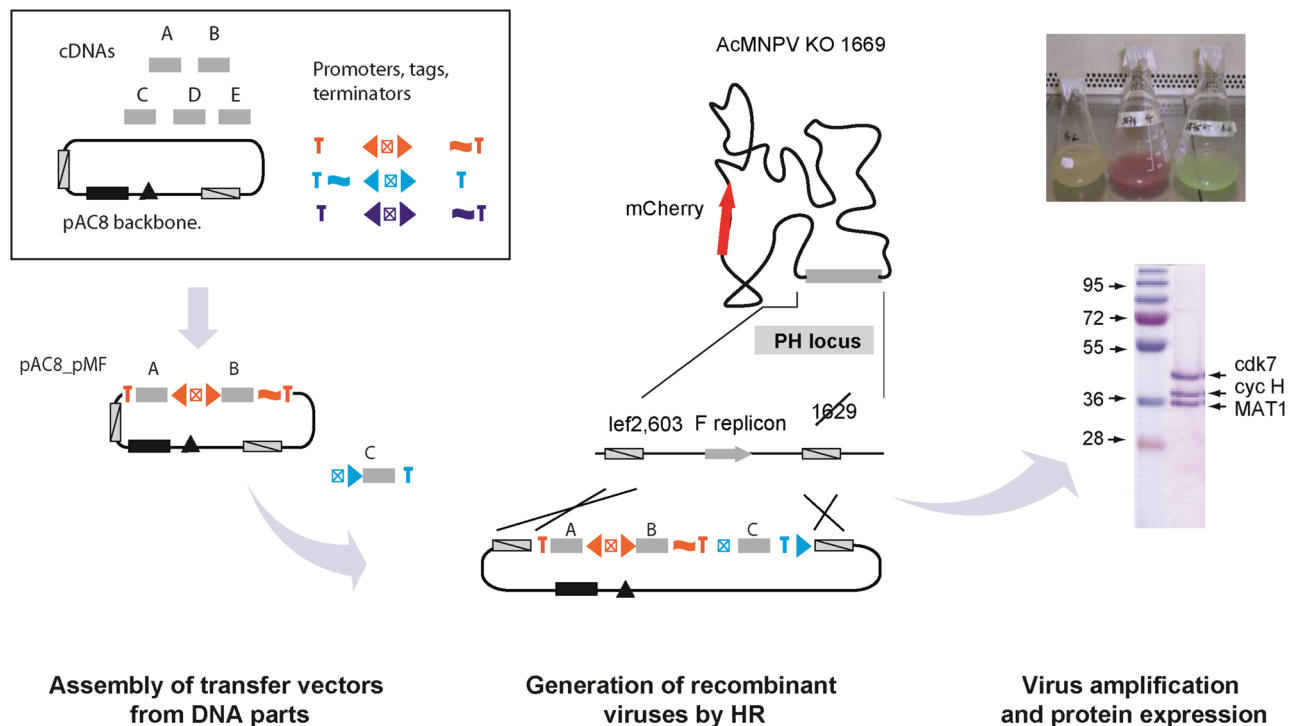 cDNAs
A B
C D E
Promoters, tags,
terminators
pAC8 backbone.
pAC8_pMF
A B
C
AcMNPV KO 1669
mCherry
PH locus
lef2,603 F replicon 1629
A B C
95
72
55
36
28
cdk7
cyc H
MAT1
Assembly of transfer vectors
from DNA parts
Generation of recombinant
viruses by HR
Virus amplification
and protein expression